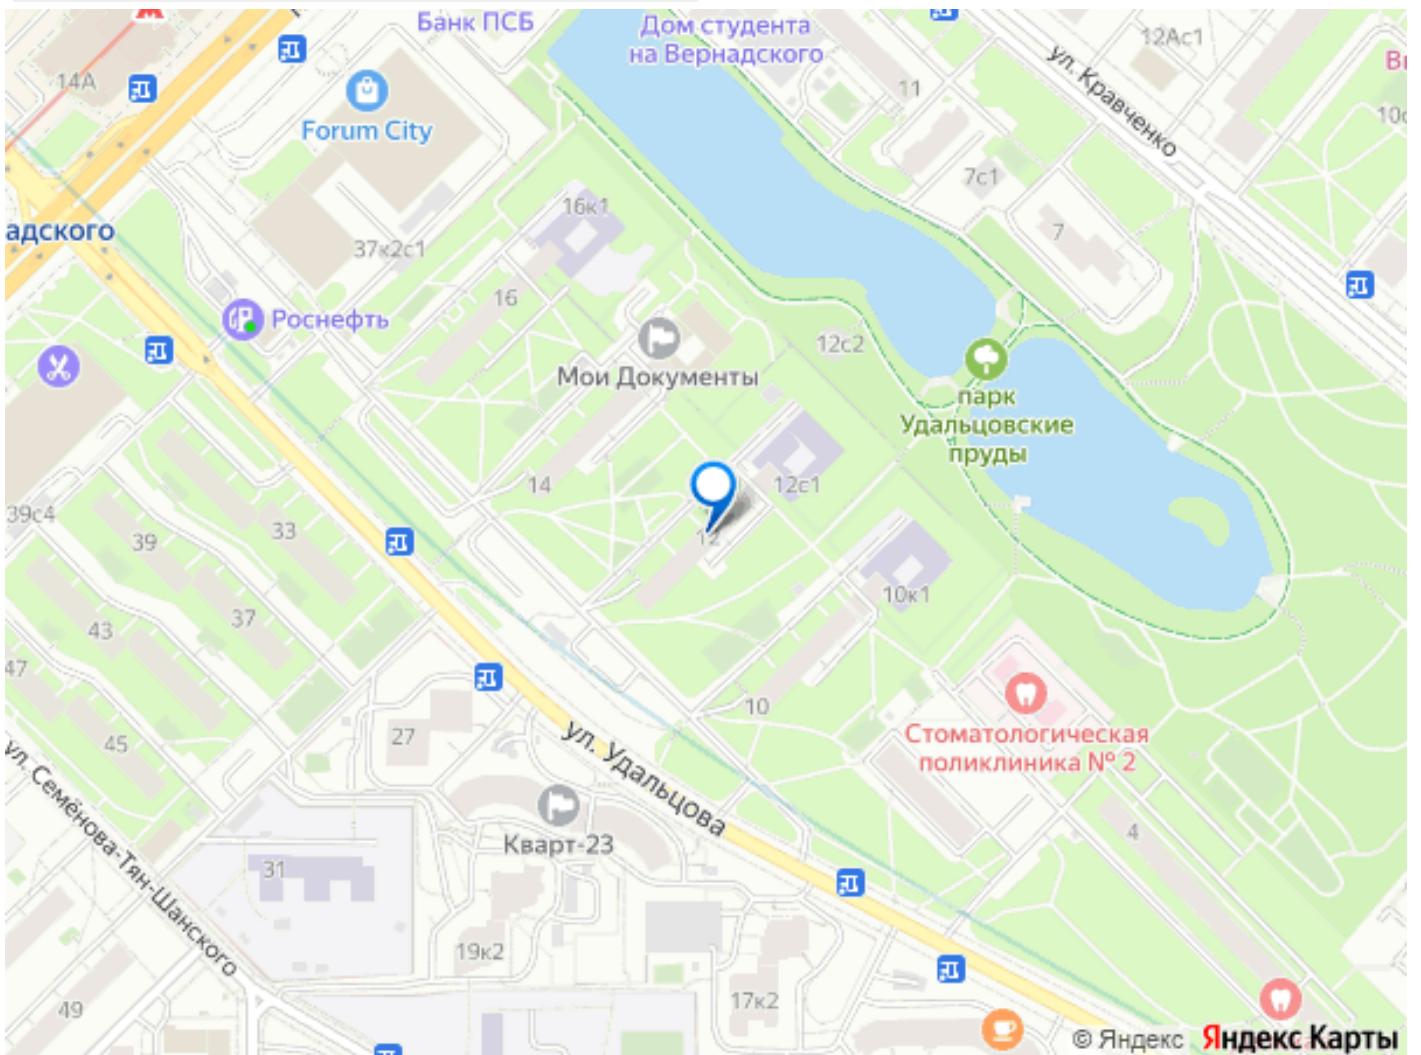 Банк ПСБ
Дом студента
на Вернадского
12Ас1
ул. Кравченко
14А
11
Forum City
7с1
16к1
7
адского
37к2с1
16
Роснефть
12с2
Мои Документы
парк
Удальцовские
пруды
14
12с1
39с4
39
33
12
10к1
37
43
47
10
27
45
ул. Удальцова
Стоматологическая
поликлиника № 2
ул. Семёнова-Тян-Шанского
4
Кварт-23
31
19к2
17к2
49
© Яндекс Яндекс Карты